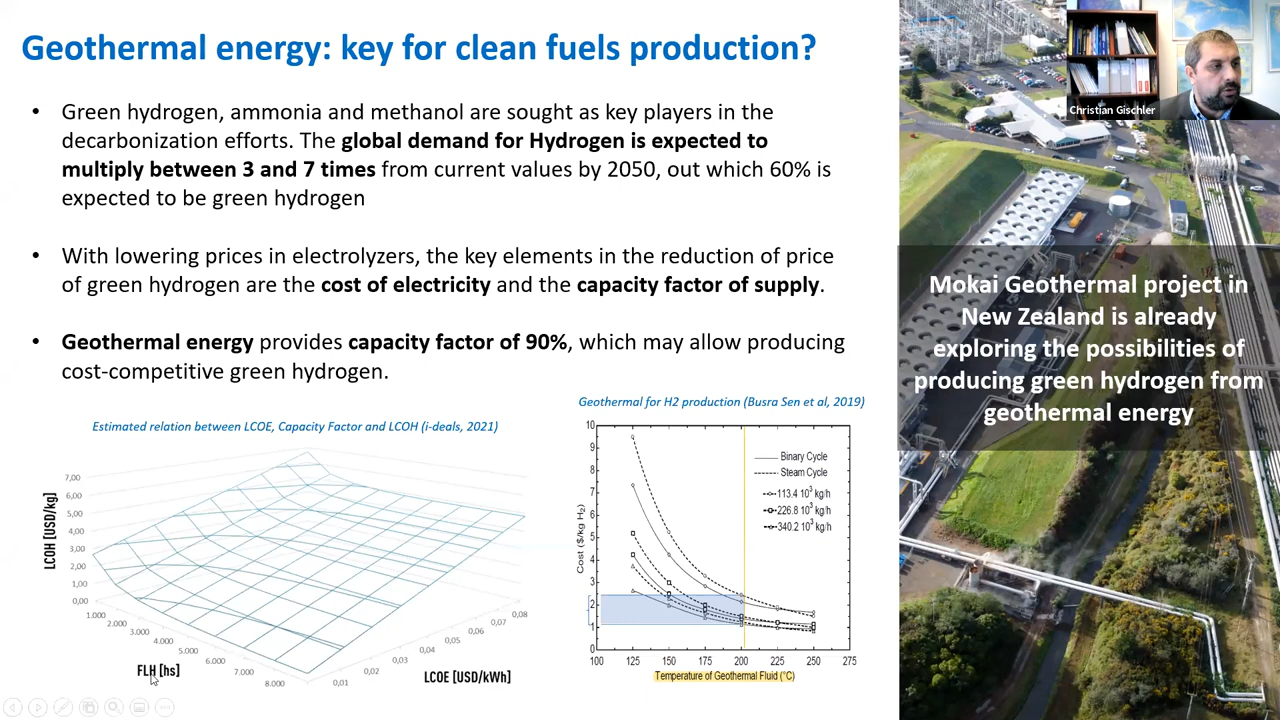 Geothermal energy: key for clean fuels production?
• Green hydrogen, ammonia and methanol are sought as key players in the
decarbonization efforts. The global demand for Hydrogen is expected to
multiply between 3 and 7 times from current values by 2050, out which 60% is
expected to be green hydrogen
• With lowering prices in electrolyzers, the key elements in the reduction of price
of green hydrogen are the cost of electricity and the capacity factor of supply.
• Geothermal energy provides capacity factor of 90%, which may allow producing
cost-competitive green hydrogen.
Estimated relation between LCOE, Capacity Factor and LCOH (i-deals, 2021)
LCOH [USD/kg]
7,00
6,00
5,00
4,00
3,00
2,00
1,00
0,00
1.000
2.000
3.000
4.000
5.000
6.000
7.000
8.000
FLH [hs]
0,01
0,02
0,03
0,04
0,05
0,06
0,07
0,08
LCOE [USD/kWh]
Geothermal for H2 production (Busra Sen et al, 2019)
Cost ($/kg H2)
10
9
8
7
6
5
4
3
2
1
0
100 125 150 175 200 225 250 275
Temperature of Geothermal Fluid (°C)
Binary Cycle
Steam Cycle
113.4 10³ kg/h
226.8 10³ kg/h
340.2 10³ kg/h
Christian Gischler
Mokai Geothermal project in
New Zealand is already
exploring the possibilities of
producing green hydrogen from
geothermal energy